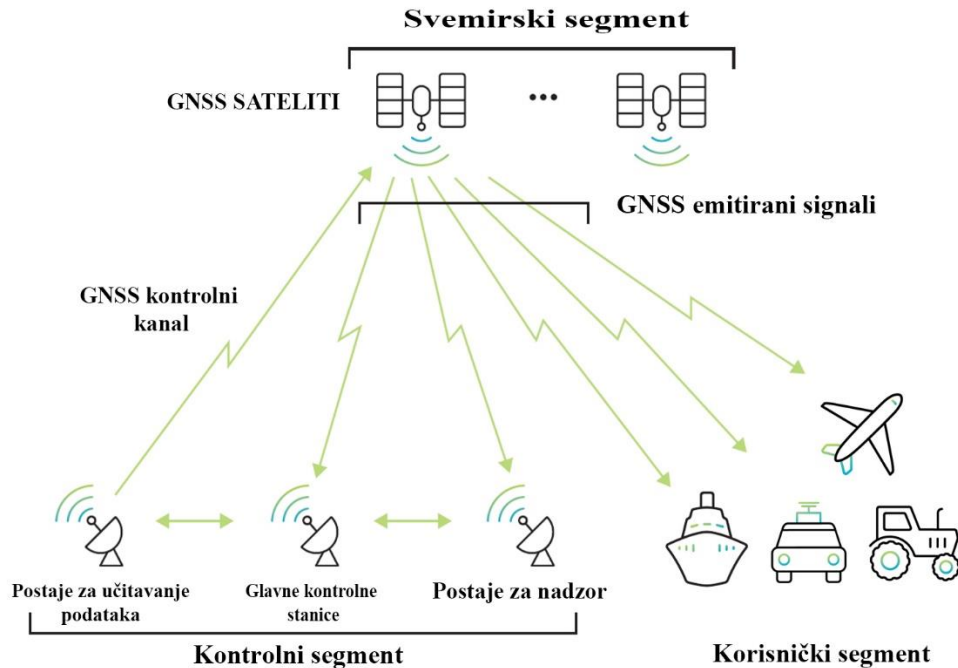 Svemirski segment
GNSS SATELITI
GNSS emitirani signali
GNSS kontrolni
kanal
Postaje za učitavanje
podataka
Glavne kontrolne
stanice
Postaje za nadzor
Kontrolni segment
Korisnički segment